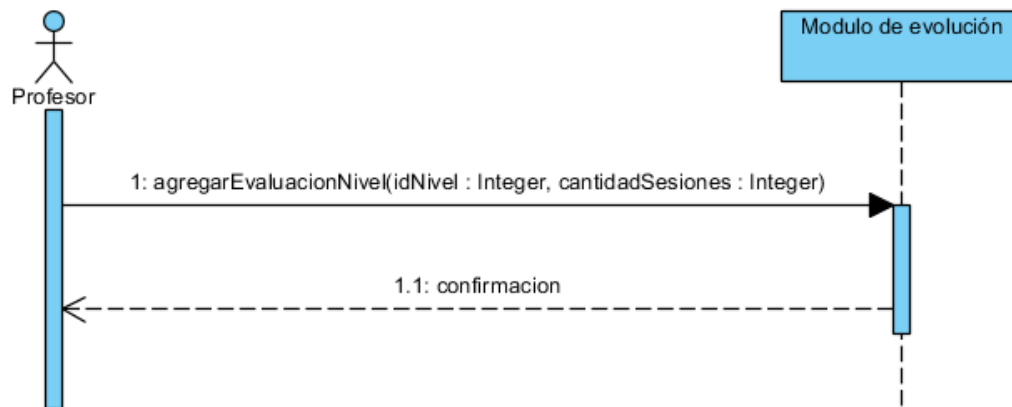 Modulo de evolución
Profesor
1: agregarEvaluacionNivel(idNivel : Integer, cantidadSesiones : Integer)
1.1: confirmacion